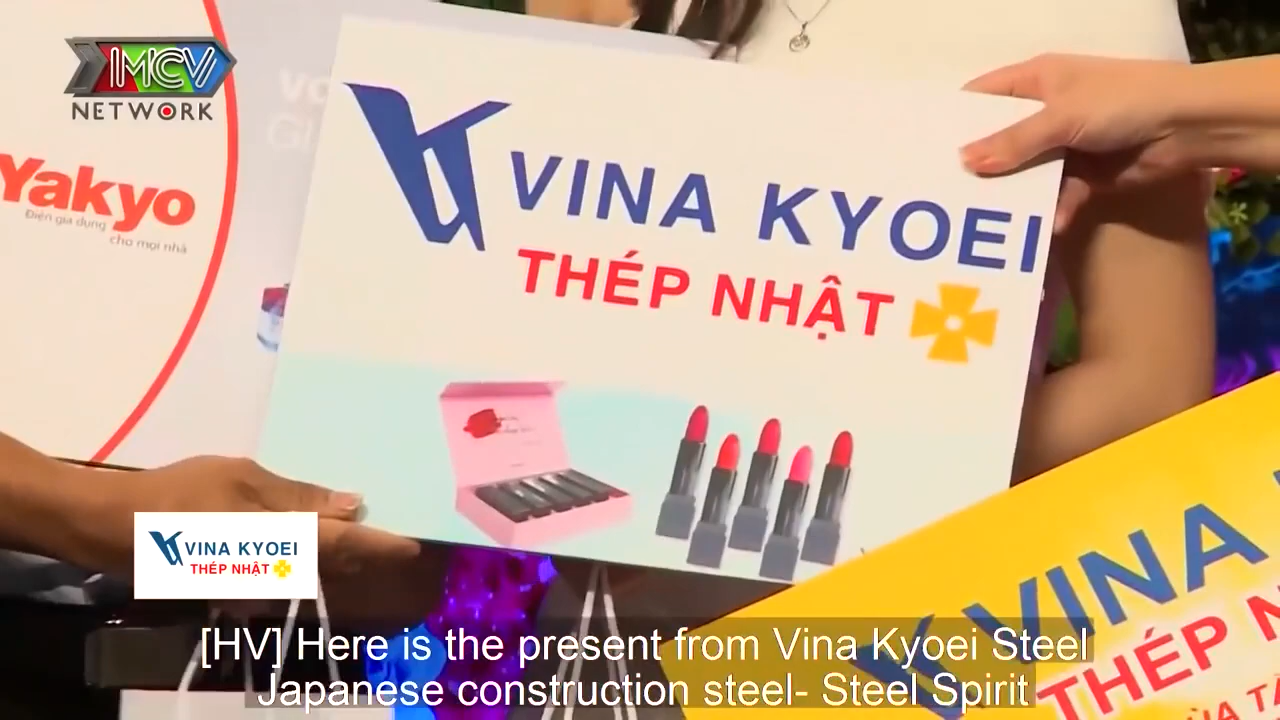 MCV
NETWORK
Yakyo
Điện gia dụng
cho mọi nhà
VINA KYOEI
THÉP NHẬT
VINA KYOEI
THÉP NHẬT
VINA
THÉP N
[HV] Here is the present from Vina Kyoei Steel
Japanese construction steel- Steel Spirit